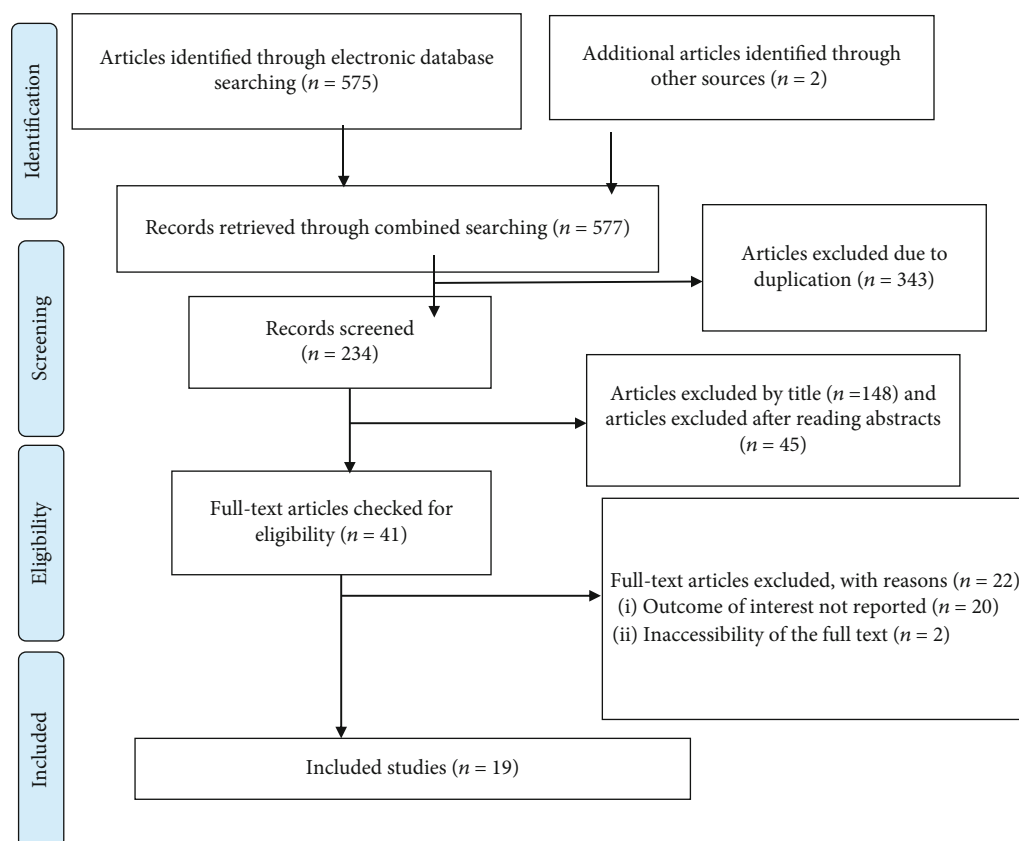 Identification
Articles identified through electronic database
searching (n = 575)
Additional articles identified through
other sources (n = 2)
Records retrieved through combined searching (n = 577)
Screening
Articles excluded due to
duplication (n = 343)
Records screened
(n = 234)
Articles excluded by title (n =148) and
articles excluded after reading abstracts
(n = 45)
Eligibility
Full-text articles checked for
eligibility (n = 41)
Full-text articles excluded, with reasons (n = 22)
(i) Outcome of interest not reported (n = 20)
(ii) Inaccessibility of the full text (n = 2)
Included
Included studies (n = 19)